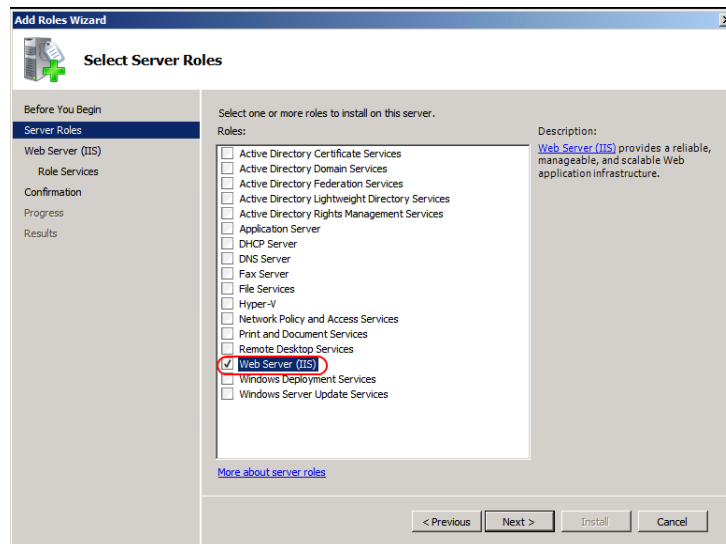 Add Roles Wizard
Select Server Roles
Before You Begin
Server Roles
Web Server (IIS)
Role Services
Confirmation
Progress
Results
Select one or more roles to install on this server.
Roles:
Active Directory Certificate Services
Active Directory Domain Services
Active Directory Federation Services
Active Directory Lightweight Directory Services
Active Directory Rights Management Services
Application Server
DHCP Server
DNS Server
Fax Server
File Services
Hyper-V
Network Policy and Access Services
Print and Document Services
Remote Desktop Services
Web Server (IIS)
Windows Deployment Services
Windows Server Update Services
More about server roles
Description:
Web Server (IIS) provides a reliable,
manageable, and scalable Web
application infrastructure.
< Previous
Next >
Install
Cancel